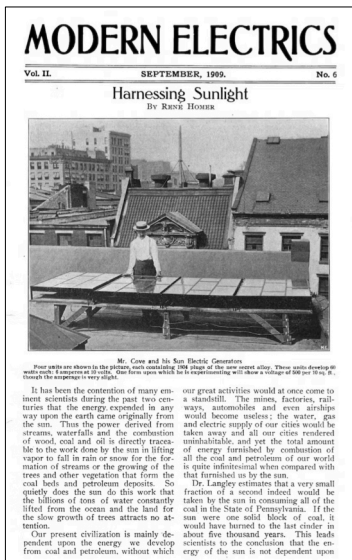 MODERN ELECTRICS
Vol. II. SEPTEMBER, 1909. No. 6
Harnessing Sunlight
BY RENE HOMER
Mr. Cove and his Sun Electric Generators
Four units are shown in the picture, each containing 1804 plugs of the new secret alloy. These units develop 60
watts each: 6 amperes at 10 volts. One form upon which he is experimenting will show a voltage of 500 per 10 sq. ft.,
though the amperage is very slight.
It has been the contention of many em-
inent scientists during the past two cen-
turies that the energy, expended in any
way upon the earth came originally from
the sun. Thus the power derived from
streams, waterfalls and the combustion
of wood, coal and oil is directly tracea-
ble to the work done by the sun in lifting
vapor to fall in rain or snow for the for-
mation of streams or the growing of the
trees and other vegetation that form the
coal beds and petroleum deposits. So
quietly does the sun do this work that
the billions of tons of water constantly
lifted from the ocean and the land for
the slow growth of trees attracts no at-
tention.
Our present civilization is mainly de-
pendent upon the energy we develop
from coal and petroleum, without which
our great activities would at once come to
a standstill. The mines, factories, rail-
ways, automobiles and even airships
would become useless; the water, gas
and electric supply of our cities would be
taken away and all our cities rendered
uninhabitable, and yet the total amount
of energy furnished by combustion of
all the coal and petroleum of our world
is quite infinitesimal when compared with
that furnished us by the sun.
Dr. Langley estimates that a very small
fraction of a second indeed would be
taken by the sun in consuming all of the
coal in the State of Pennsylvania. If the
sun were one solid block of coal, it
would have burned to the last cinder in
about five thousand years. This leads
scientists to the conclusion that the en-
ergy of the sun is not dependent upon